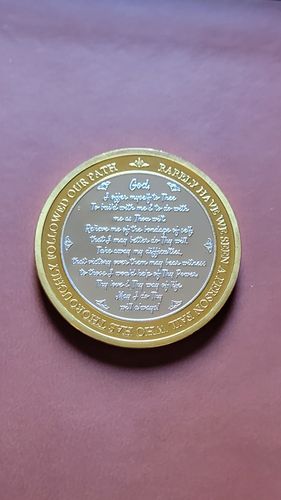 RARELY HAVE WE SEEN A PERSON FAIL WHO HAS THOROUGHLY FOLLOWED OUR PATH
God,
I offer myself to Thee
To build with me & to do with
me as Thou wilt.
Relieve me of the bondage of self,
that I may better do Thy will.
Take away my difficulties,
that victory over them may bear witness
to those I would help of Thy Power,
Thy love & Thy way of life.
May I do Thy
will always!